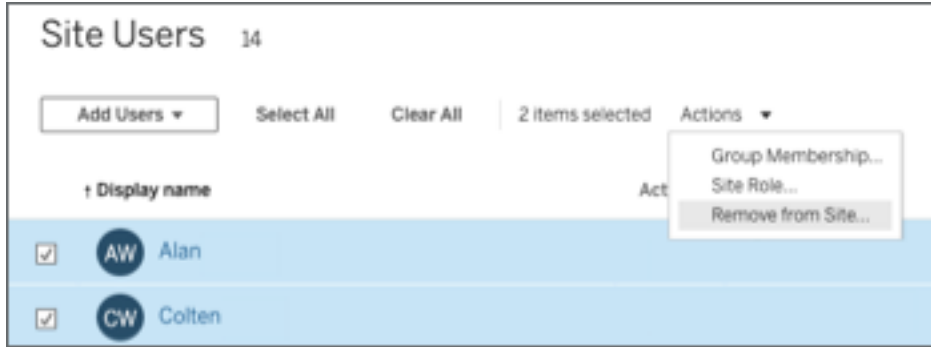 Site Users 14
Add Users ▾ Select All Clear All 2 items selected Actions ▾
Group Membership...
↑ Display name Act Site Role...
Remove from Site...
AW Alan
CW Colten